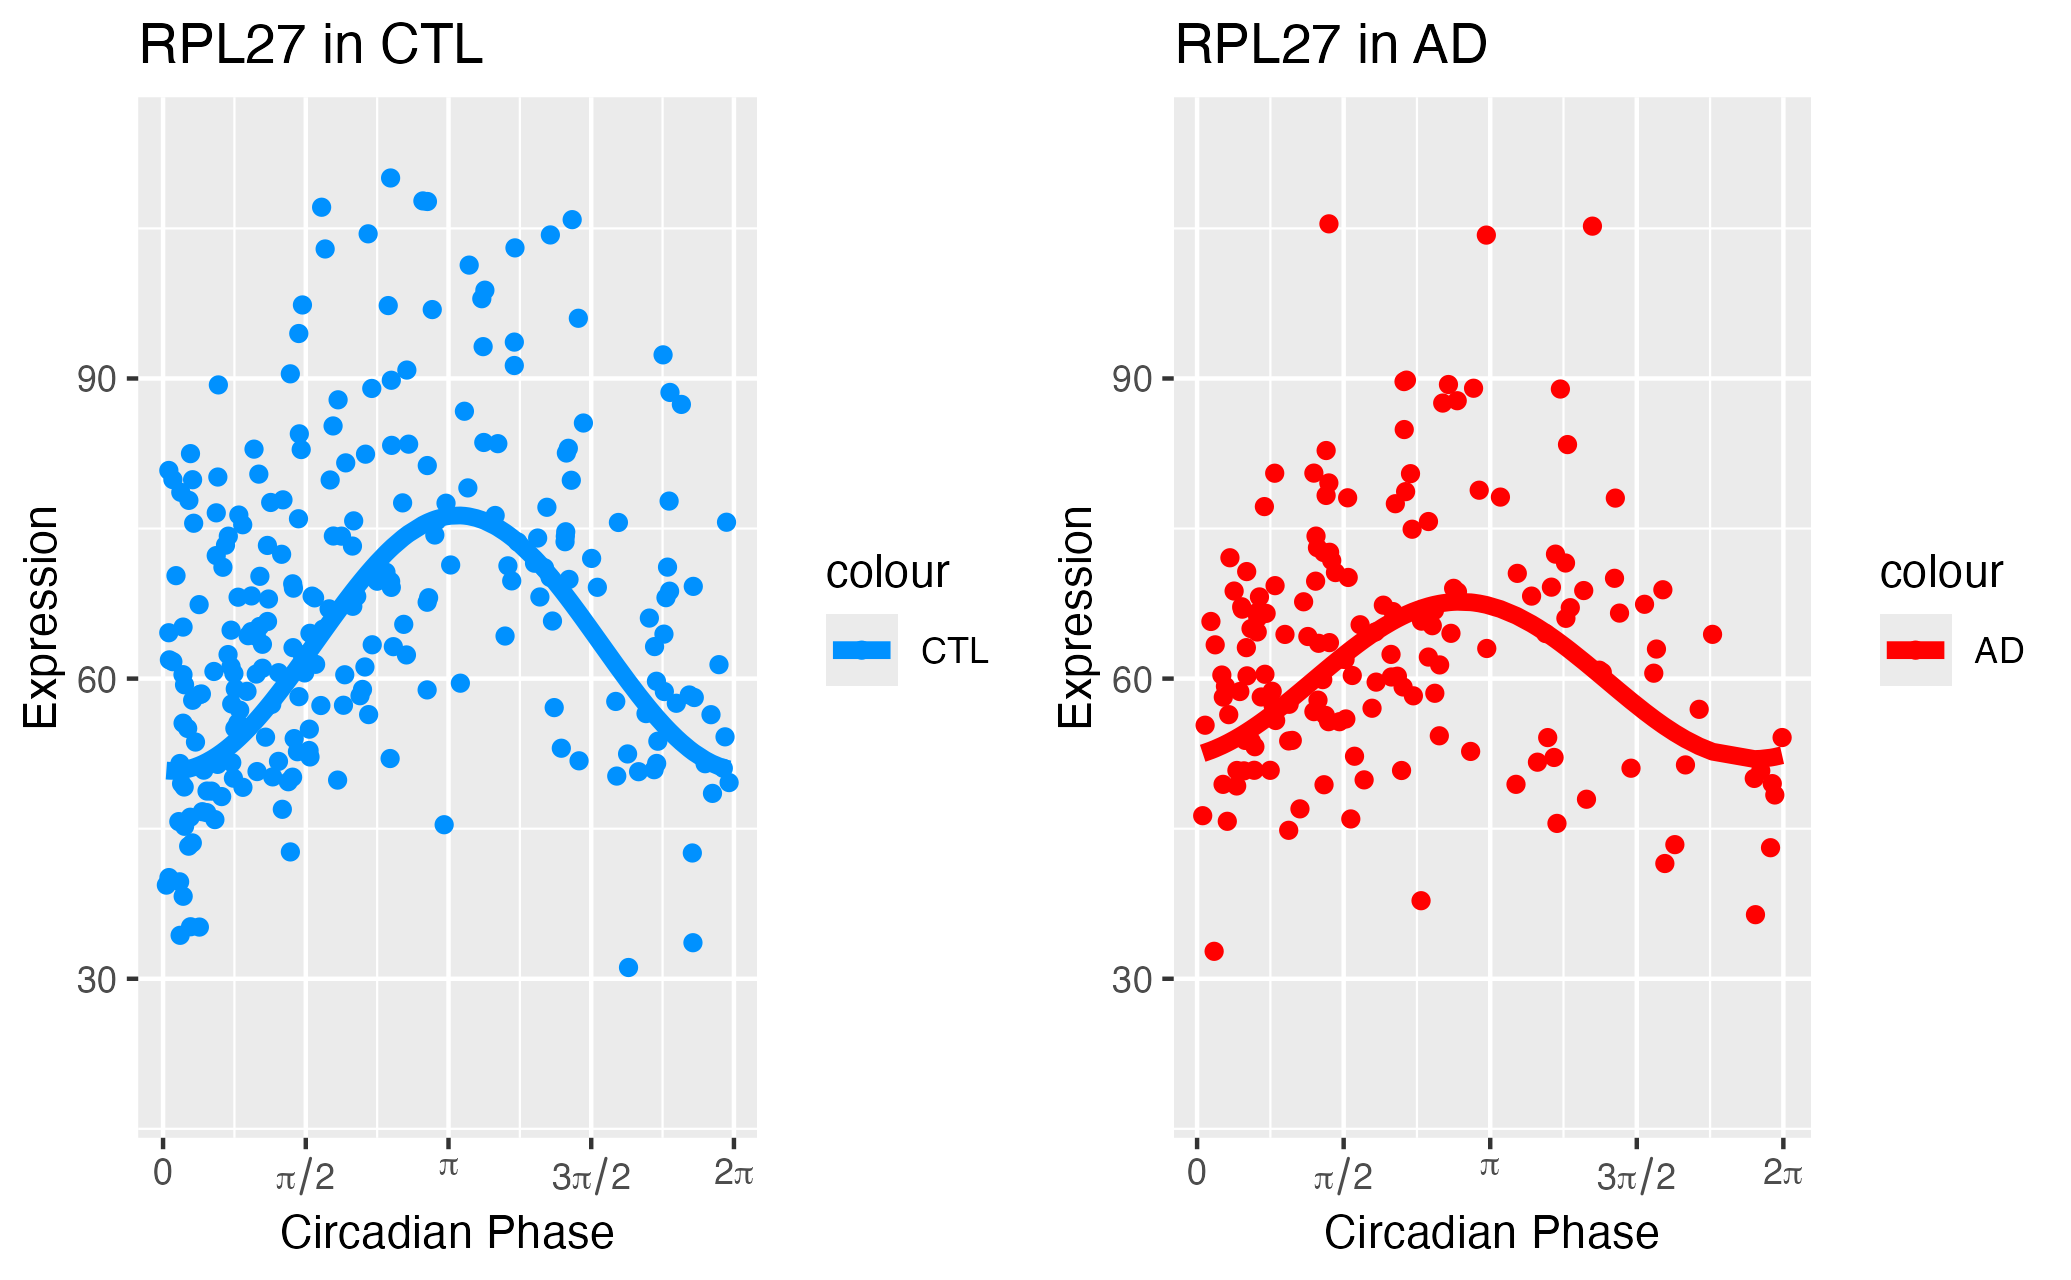 RPL27 in CTL
Expression
90
60
30
0
π/2
π
3π/2
2π
Circadian Phase
colour
CTL
RPL27 in AD
Expression
90
60
30
0
π/2
π
3π/2
2π
Circadian Phase
colour
AD